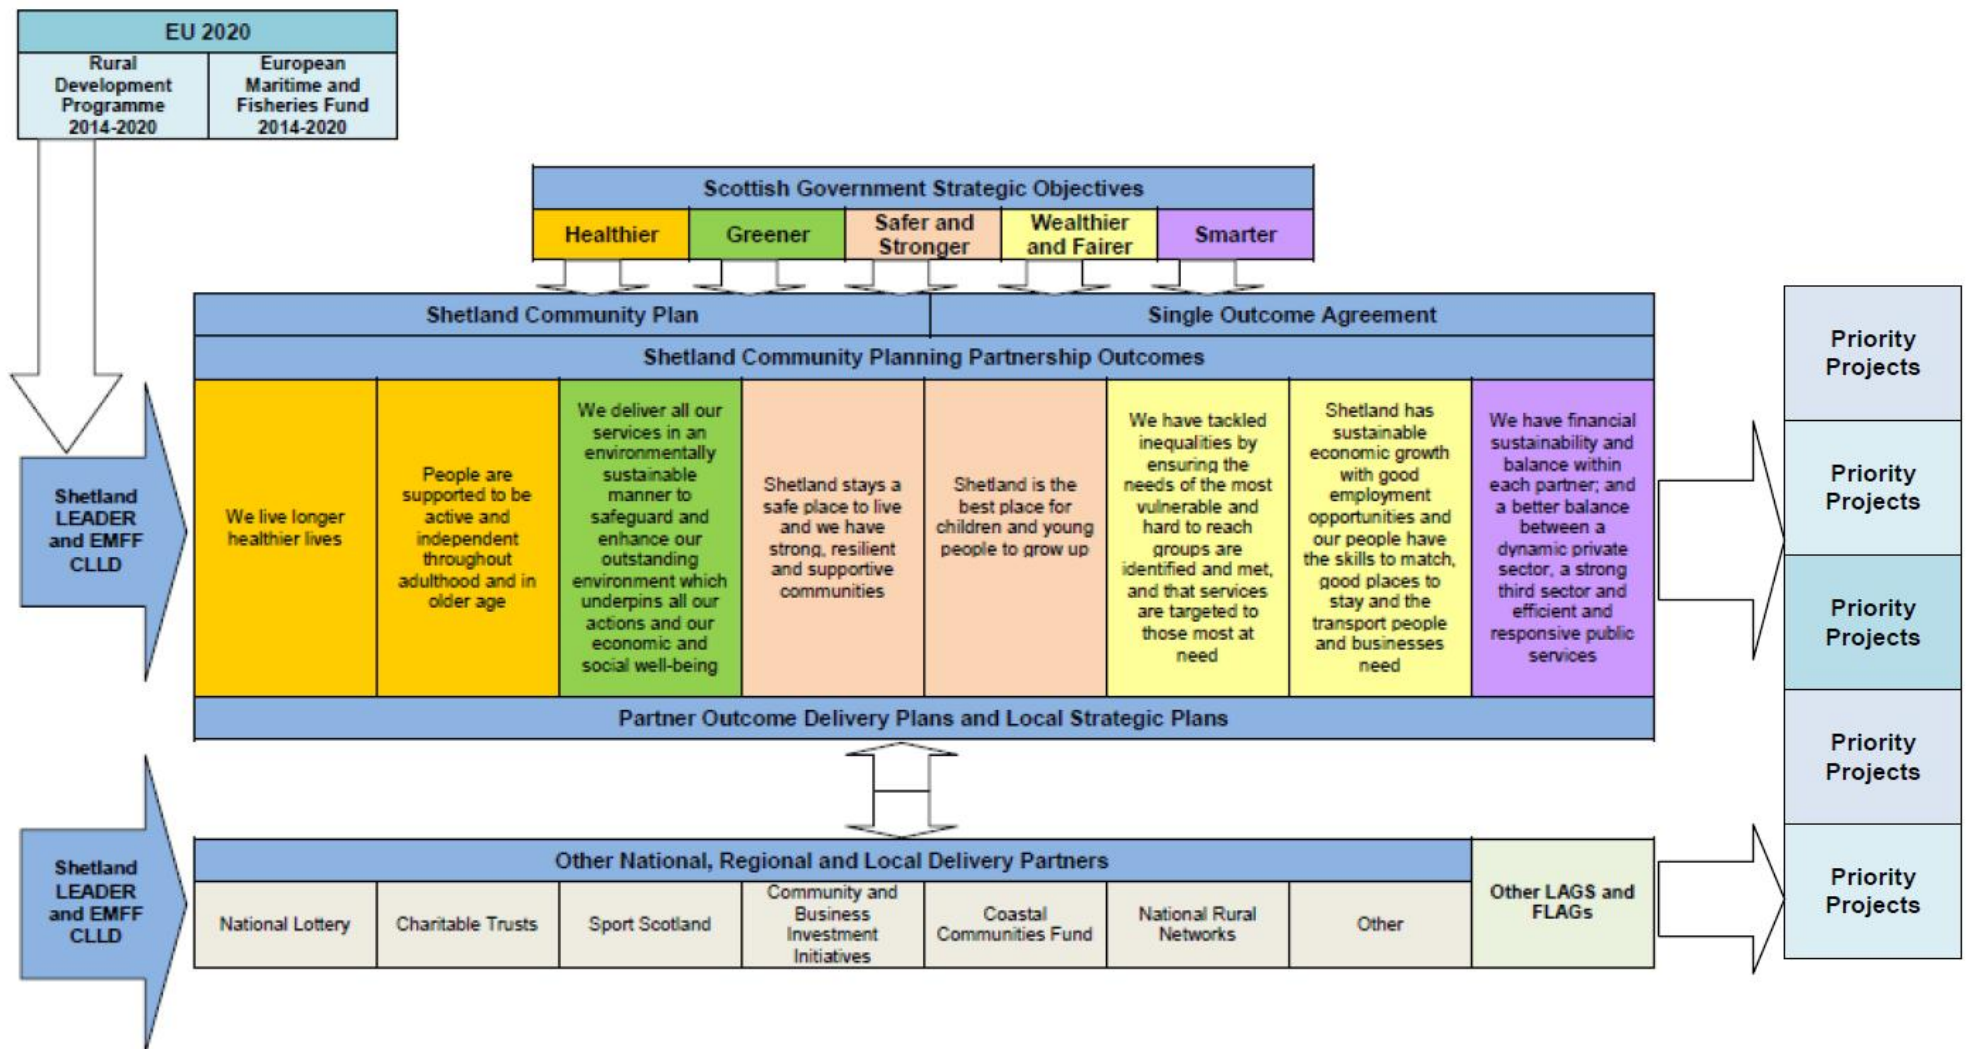 EU 2020
Rural
Development
Programme
2014-2020
European
Maritime and
Fisheries Fund
2014-2020
Scottish Government Strategic Objectives
Healthier
Greener
Safer and
Stronger
Wealthier
and Fairer
Smarter
Shetland Community Plan
Single Outcome Agreement
Shetland Community Planning Partnership Outcomes
Shetland
LEADER
and EMFF
CLLD
We live longer
healthier lives
People are
supported to be
active and
independent
throughout
adulthood and in
older age
We deliver all our
services in an
environmentally
sustainable
manner to
safeguard and
enhance our
outstanding
environment which
underpins all our
actions and our
economic and
social well-being
Shetland stays a
safe place to live
and we have
strong, resilient
and supportive
communities
Shetland is the
best place for
children and young
people to grow up
We have tackled
inequalities by
ensuring the
needs of the most
vulnerable and
hard to reach
groups are
identified and met,
and that services
are targeted to
those most at
need
Shetland has
sustainable
economic growth
with good
employment
opportunities and
our people have
the skills to match,
good places to
stay and the
transport people
and businesses
need
We have financial
sustainability and
balance within
each partner; and
a better balance
between a
dynamic private
sector, a strong
third sector and
efficient and
responsive public
services
Partner Outcome Delivery Plans and Local Strategic Plans
Shetland
LEADER
and EMFF
CLLD
Other National, Regional and Local Delivery Partners
National Lottery
Charitable Trusts
Sport Scotland
Community and
Business
Investment
Initiatives
Coastal
Communities Fund
National Rural
Networks
Other
Other LAGS and
FLAGs
Priority
Projects
Priority
Projects
Priority
Projects
Priority
Projects
Priority
Projects